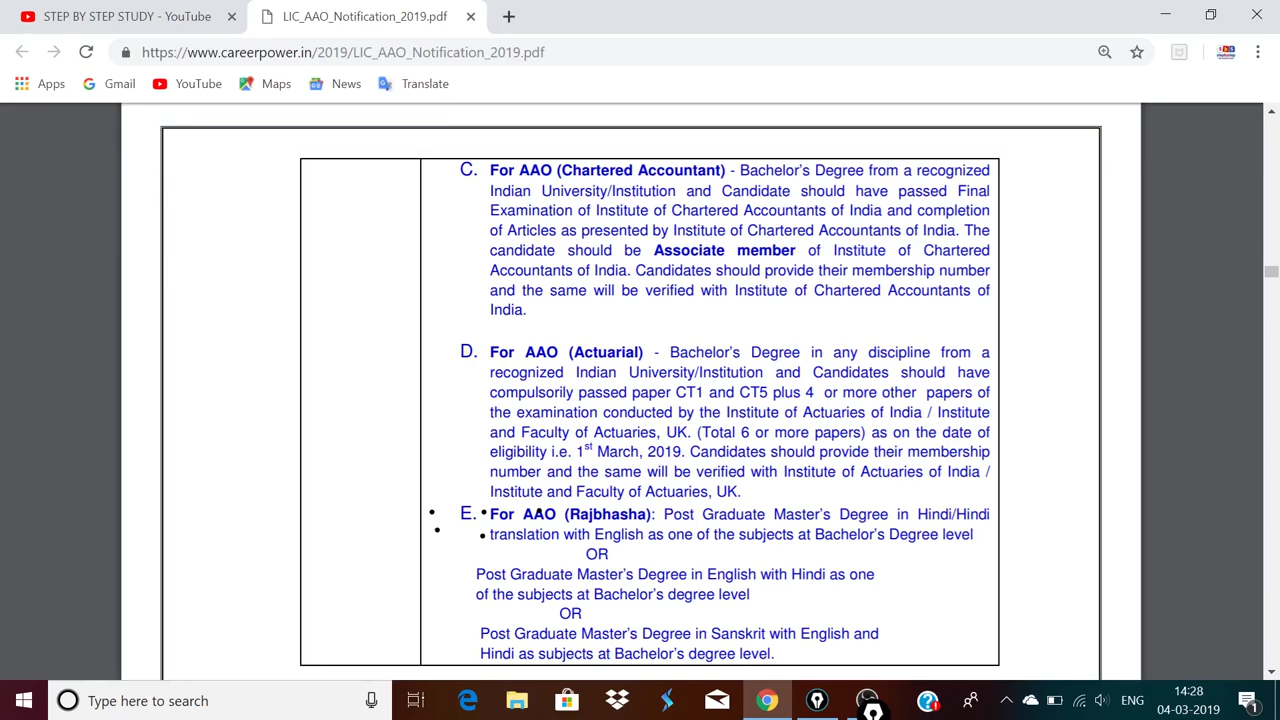 STEP BY STEP STUDY - YouTube
LIC_AAO_Notification_2019.pdf
https://www.careerpower.in/2019/LIC_AAO_Notification_2019.pdf
Apps Gmail YouTube Maps News Translate
C. For AAO (Chartered Accountant) - Bachelor's Degree from a recognized
Indian University/Institution and Candidate should have passed Final
Examination of Institute of Chartered Accountants of India and completion
of Articles as presented by Institute of Chartered Accountants of India. The
candidate should be Associate member of Institute of Chartered
Accountants of India. Candidates should provide their membership number
and the same will be verified with Institute of Chartered Accountants of
India.
D. For AAO (Actuarial) - Bachelor's Degree in any discipline from a
recognized Indian University/Institution and Candidates should have
compulsorily passed paper CT1 and CT5 plus 4 or more other papers of
the examination conducted by the Institute of Actuaries of India / Institute
and Faculty of Actuaries, UK. (Total 6 or more papers) as on the date of
eligibility i.e. 1st March, 2019. Candidates should provide their membership
number and the same will be verified with Institute of Actuaries of India /
Institute and Faculty of Actuaries, UK.
E. For AAO (Rajbhasha): Post Graduate Master's Degree in Hindi/Hindi
translation with English as one of the subjects at Bachelor's Degree level
OR
Post Graduate Master's Degree in English with Hindi as one
of the subjects at Bachelor's degree level
OR
Post Graduate Master's Degree in Sanskrit with English and
Hindi as subjects at Bachelor's degree level.
Type here to search
ENG
14:28
04-03-2019
1